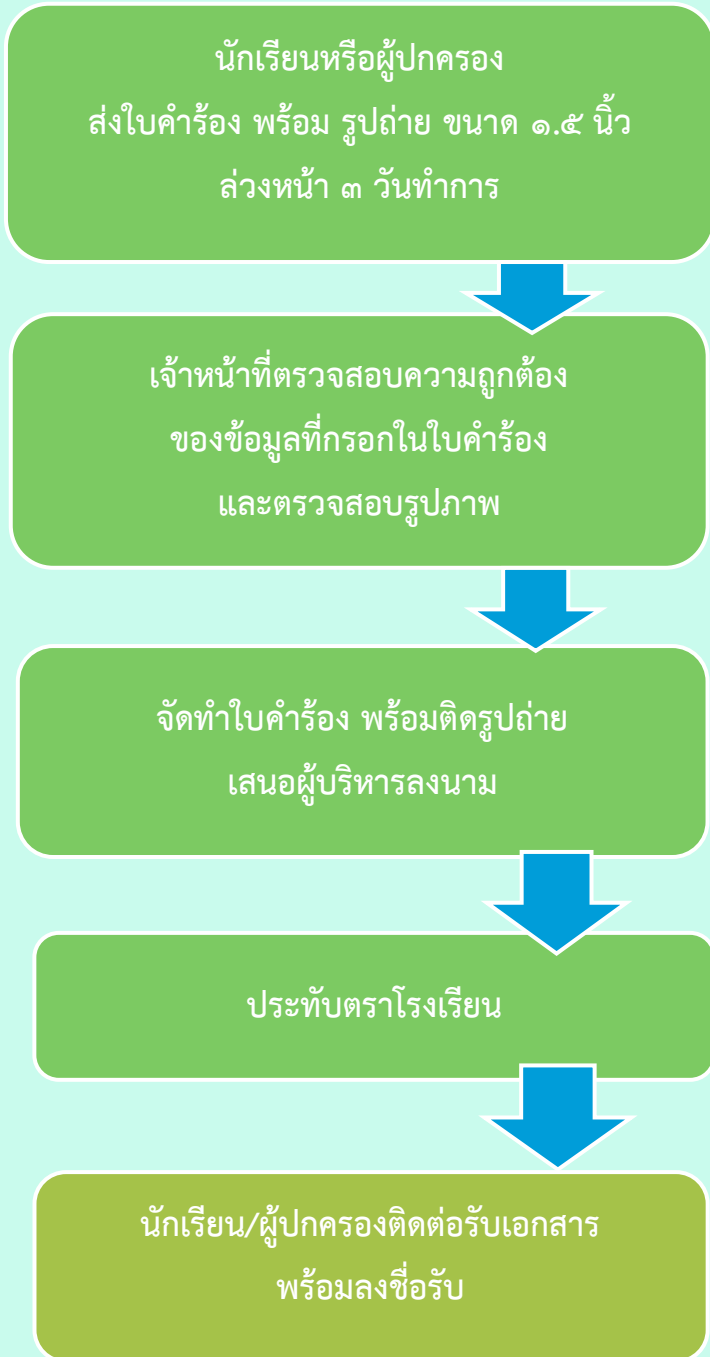 นักเรียนหรือผู้ปกครอง
ส่งใบคำร้อง พร้อม รูปถ่าย ขนาด ๑.๕ นิ้ว
ล่วงหน้า ๓ วันทำการ
เจ้าหน้าที่ตรวจสอบความถูกต้อง
ของข้อมูลที่กรอกในใบคำร้อง
และตรวจสอบรูปภาพ
จัดทำใบคำร้อง พร้อมติดรูปถ่าย
เสนอผู้บริหารลงนาม
ประทับตราโรงเรียน
นักเรียน/ผู้ปกครองติดต่อรับเอกสาร
พร้อมลงชื่อรับ